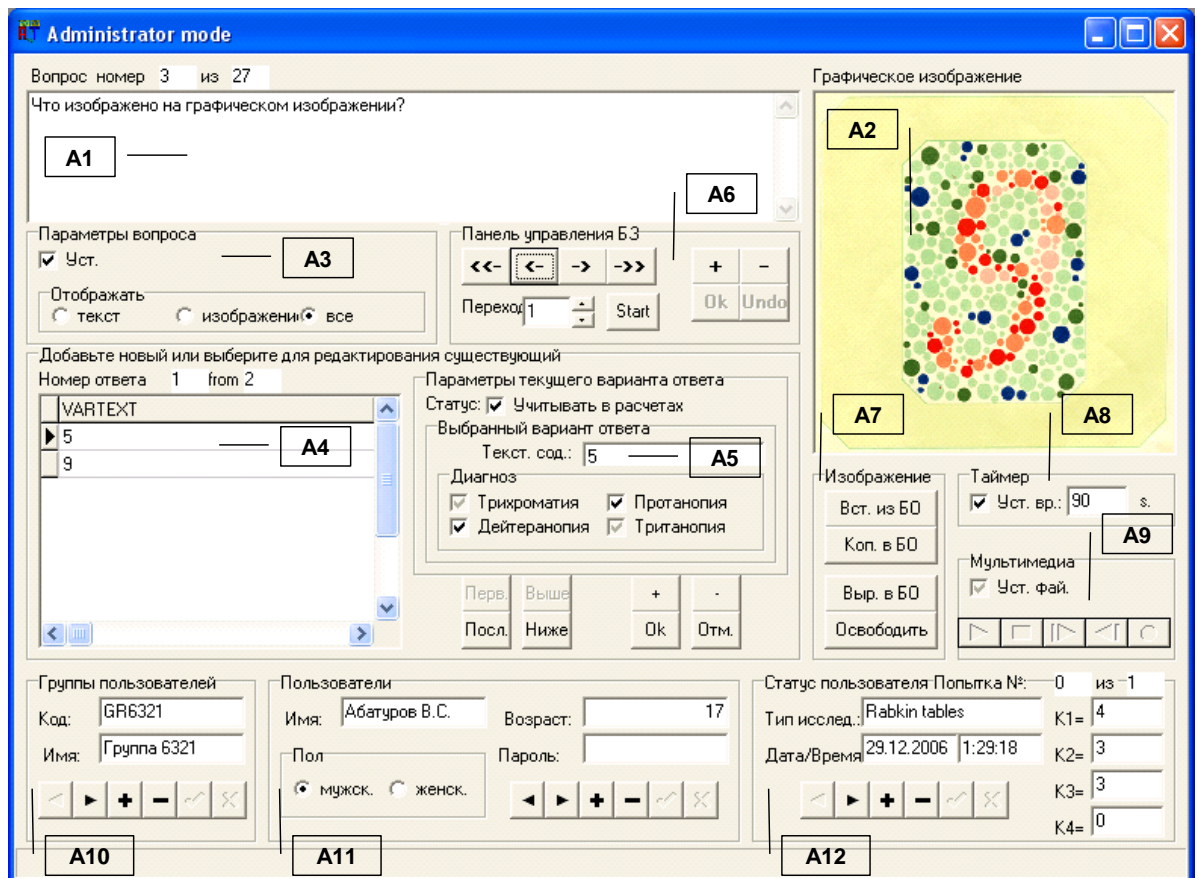 Administrator mode
Вопрос номер 3 из 27
Графическое изображение
Что изображено на графическом изображении?
A1
A2
A6
Параметры вопроса
Уст.
A3
Отображать
текст изображени все
Панель управления БЗ
<<- <- -> ->> + -
Переход 1 Start Ok Undo
Добавьте новый или выберите для редактирования существующий
Номер ответа 1 from 2
VARTEXT
5
9
A4
Параметры текущего варианта ответа
Статус: Учитывать в расчетах
Выбранный вариант ответа
Текст. сод.: 5
A5
Диагноз
Трихроматия Протанопия
Дейтеранопия Тританопия
Перв. Выше + -
Посл. Ниже Ok Отм.
A7
A8
Изображение
Вст. из БО
Коп. в БО
Выр. в БО
Освободить
Таймер
Уст. вр.: 90 s.
A9
Мультимедиа
Уст. фай.
Группы пользователей
Код: GR6321
Имя: Группа 6321
A10
Пользователи
Имя: Абатуров В.С. Возраст: 17
Пол
мужск. женск.
Пароль:
A11
Статус пользователя Попытка №: 0 из 1
Тип исслед.: Rabkin tables K1= 4
Дата/Время 29.12.2006 1:29:18 K2= 3
K3= 3
K4= 0
A12